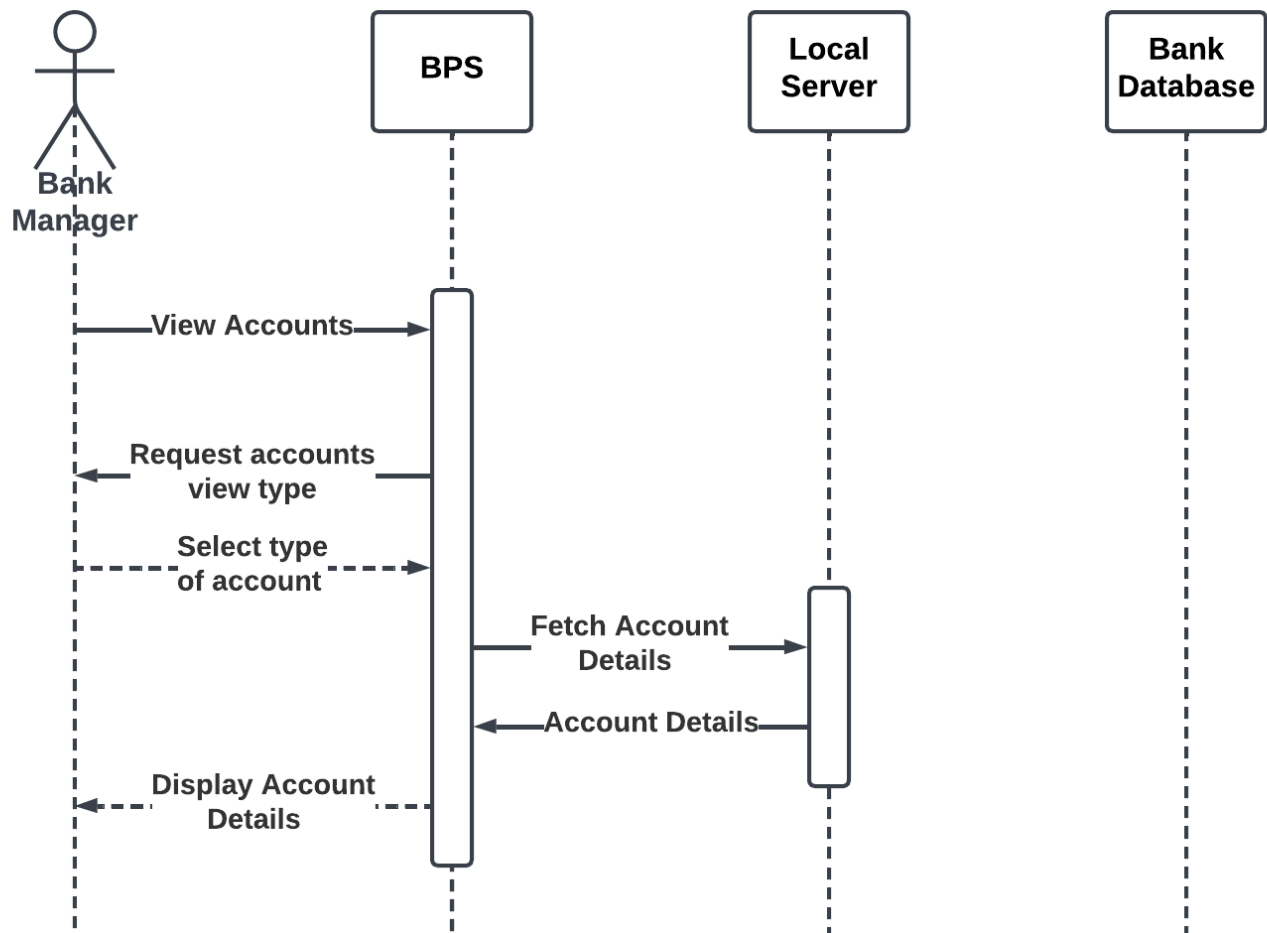 BPS
Local
Server
Bank
Database
Bank
Manager
View Accounts
Request accounts
view type
Select type
of account
Fetch Account
Details
Account Details
Display Account
Details